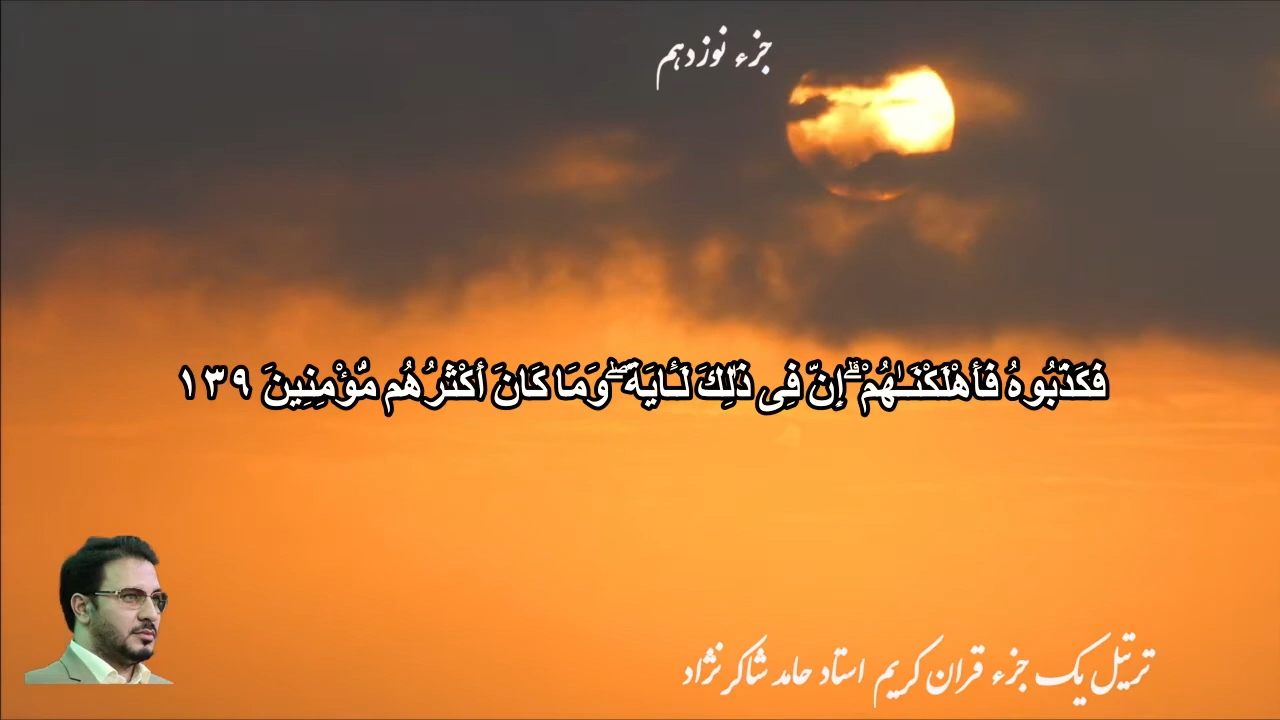 جزء نوزدهم
فَكَذَّبُوهُ فَأَهْلَكْنَـٰهُمْ ۗ إِنَّ فِى ذَٰلِكَ لَـَٔايَةً ۖ وَمَا كَانَ أَكْثَرُهُم مُّؤْمِنِينَ ١٣٩
ترتیل یک جزء قران کریم استاد حامد شاکرنژاد